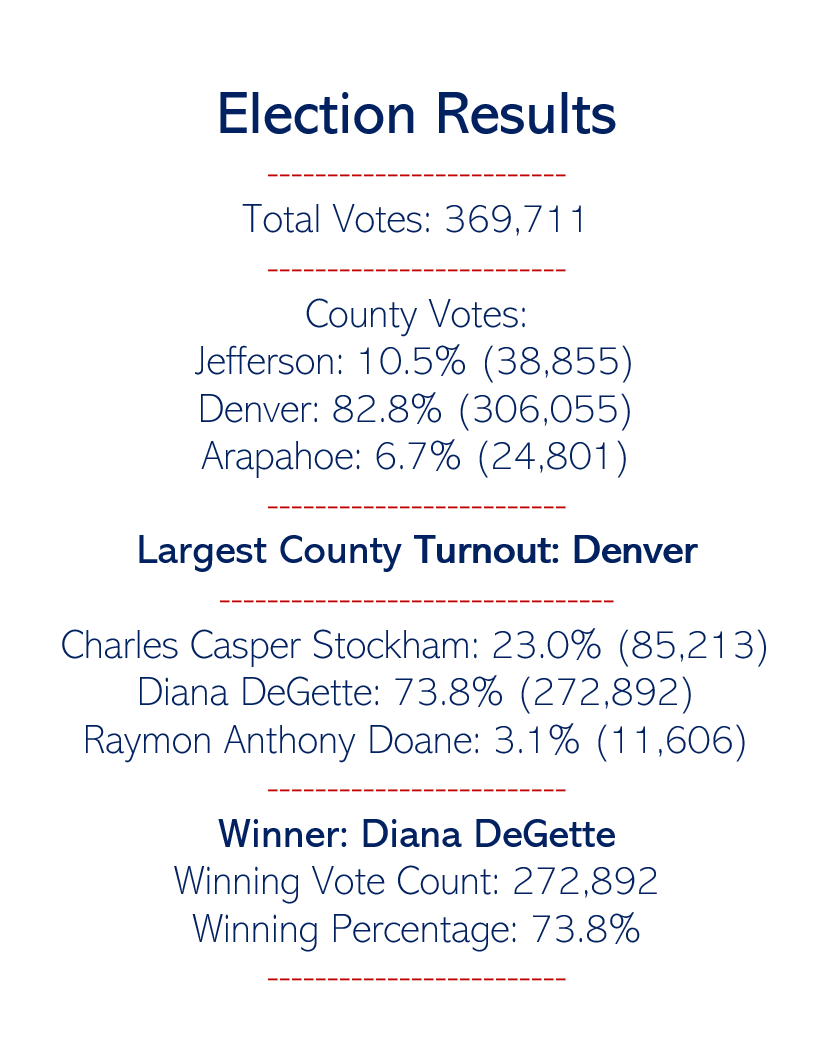 Election Results
-------------------------
Total Votes: 369,711
-------------------------
County Votes:
Jefferson: 10.5% (38,855)
Denver: 82.8% (306,055)
Arapahoe: 6.7% (24,801)
-------------------------
Largest County Turnout: Denver
---------------------------------
Charles Casper Stockham: 23.0% (85,213)
Diana DeGette: 73.8% (272,892)
Raymon Anthony Doane: 3.1% (11,606)
-------------------------
Winner: Diana DeGette
Winning Vote Count: 272,892
Winning Percentage: 73.8%
-------------------------